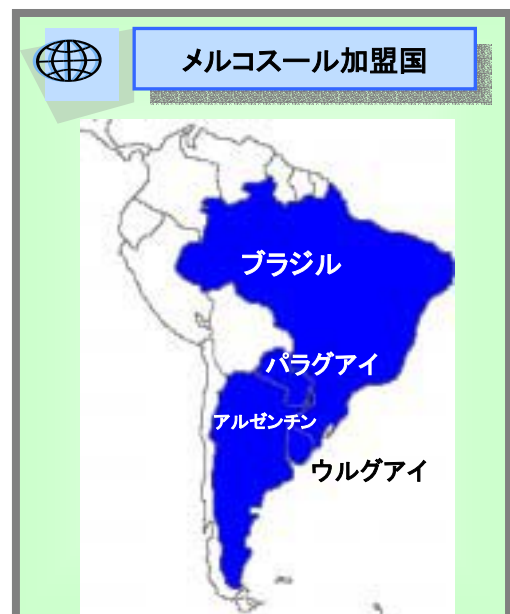 メルコスール加盟国
ブラジル
パラグアイ
アルゼンチン
ウルグアイ